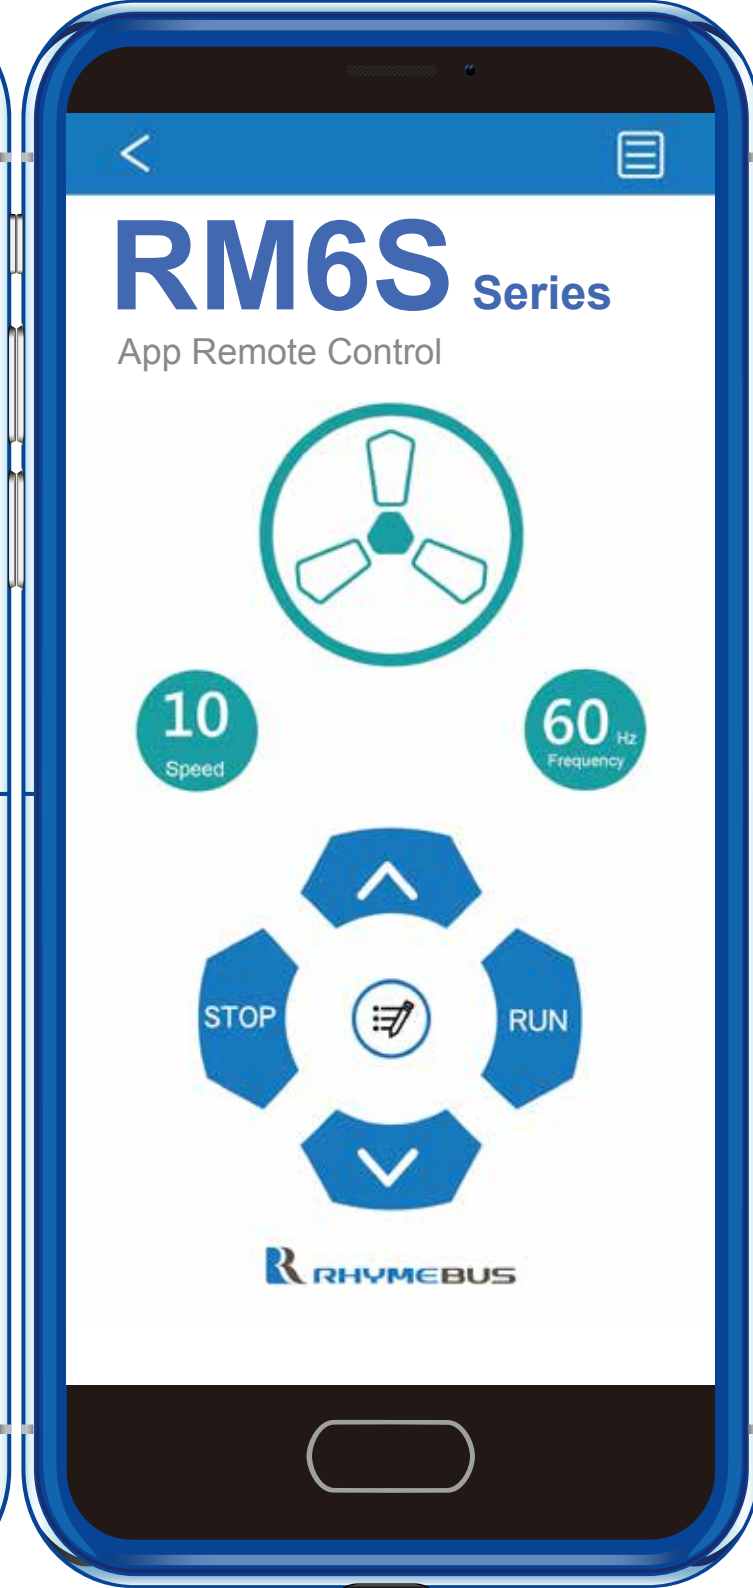 RM6S Series
App Remote Control
10
Speed
60 Hz
Frequency
STOP
RUN
R RHYMEBUS